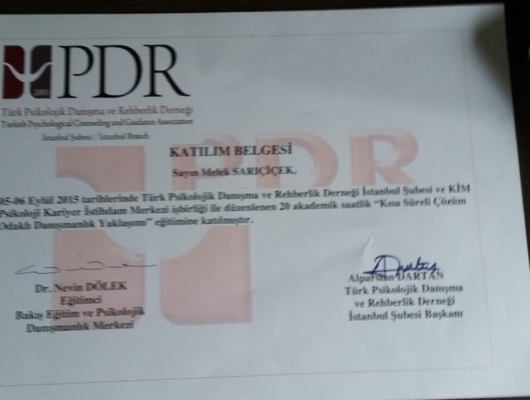 PDR
Türk Psikolojik Danışma ve Rehberlik Derneği
Turkish Psychological Counseling and Guidance Association
İstanbul Şubesi / Istanbul Branch
KATILIM BELGESİ
Sayın Melek SARIÇİÇEK,
05-06 Eylül 2015 tarihlerinde Türk Psikolojik Danışma ve Rehberlik Derneği İstanbul Şubesi ve KİM
Psikoloji Kariyer İstihdam Merkezi işbirliği ile düzenlenen 20 akademik saatlik "Kısa Süreli Çözüm
Odaklı Danışmanlık Yaklaşımı" eğitimine katılmıştır.
Dr. Nevin DÖLEK
Eğitimci
Bakış Eğitim ve Psikolojik
Danışmanlık Merkezi
DARTAN
Türk Psikolojik Danışma
ve Rehberlik Derneği
İstanbul Şubesi Başkanı